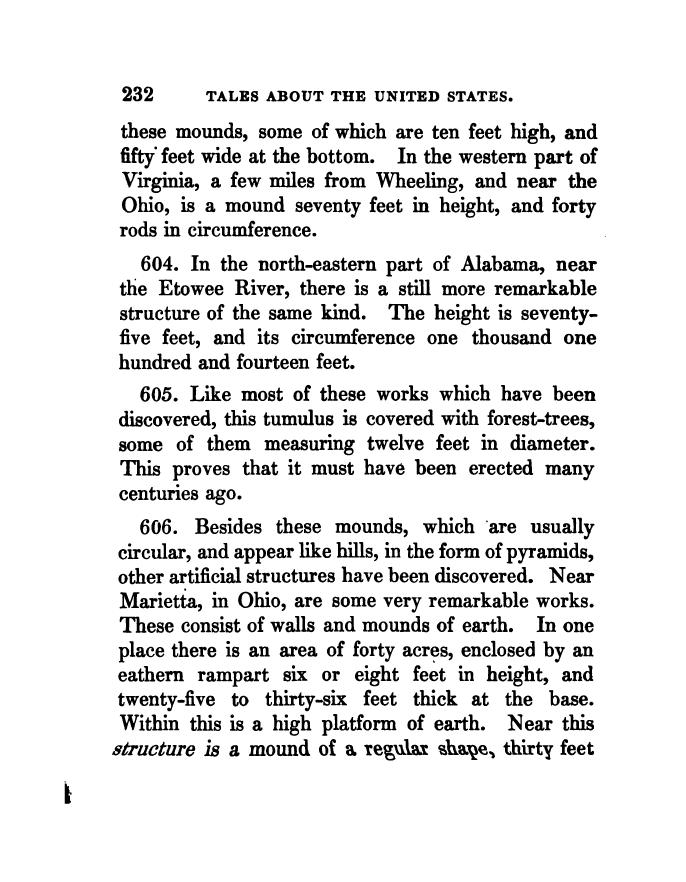 232 TALES ABOUT THE UNITED STATES.
these mounds, some of which are ten feet high, and
fifty feet wide at the bottom. In the western part of
Virginia, a few miles from Wheeling, and near the
Ohio, is a mound seventy feet in height, and forty
rods in circumference.
604. In the north-eastern part of Alabama, near
the Etowee River, there is a still more remarkable
structure of the same kind. The height is seventy-
five feet, and its circumference one thousand one
hundred and fourteen feet.
605. Like most of these works which have been
discovered, this tumulus is covered with forest-trees,
some of them measuring twelve feet in diameter.
This proves that it must have been erected many
centuries ago.
606. Besides these mounds, which are usually
circular, and appear like hills, in the form of pyramids,
other artificial structures have been discovered. Near
Marietta, in Ohio, are some very remarkable works.
These consist of walls and mounds of earth. In one
place there is an area of forty acres, enclosed by an
eathern rampart six or eight feet in height, and
twenty-five to thirty-six feet thick at the base.
Within this is a high platform of earth. Near this
structure is a mound of a regular shape, thirty feet